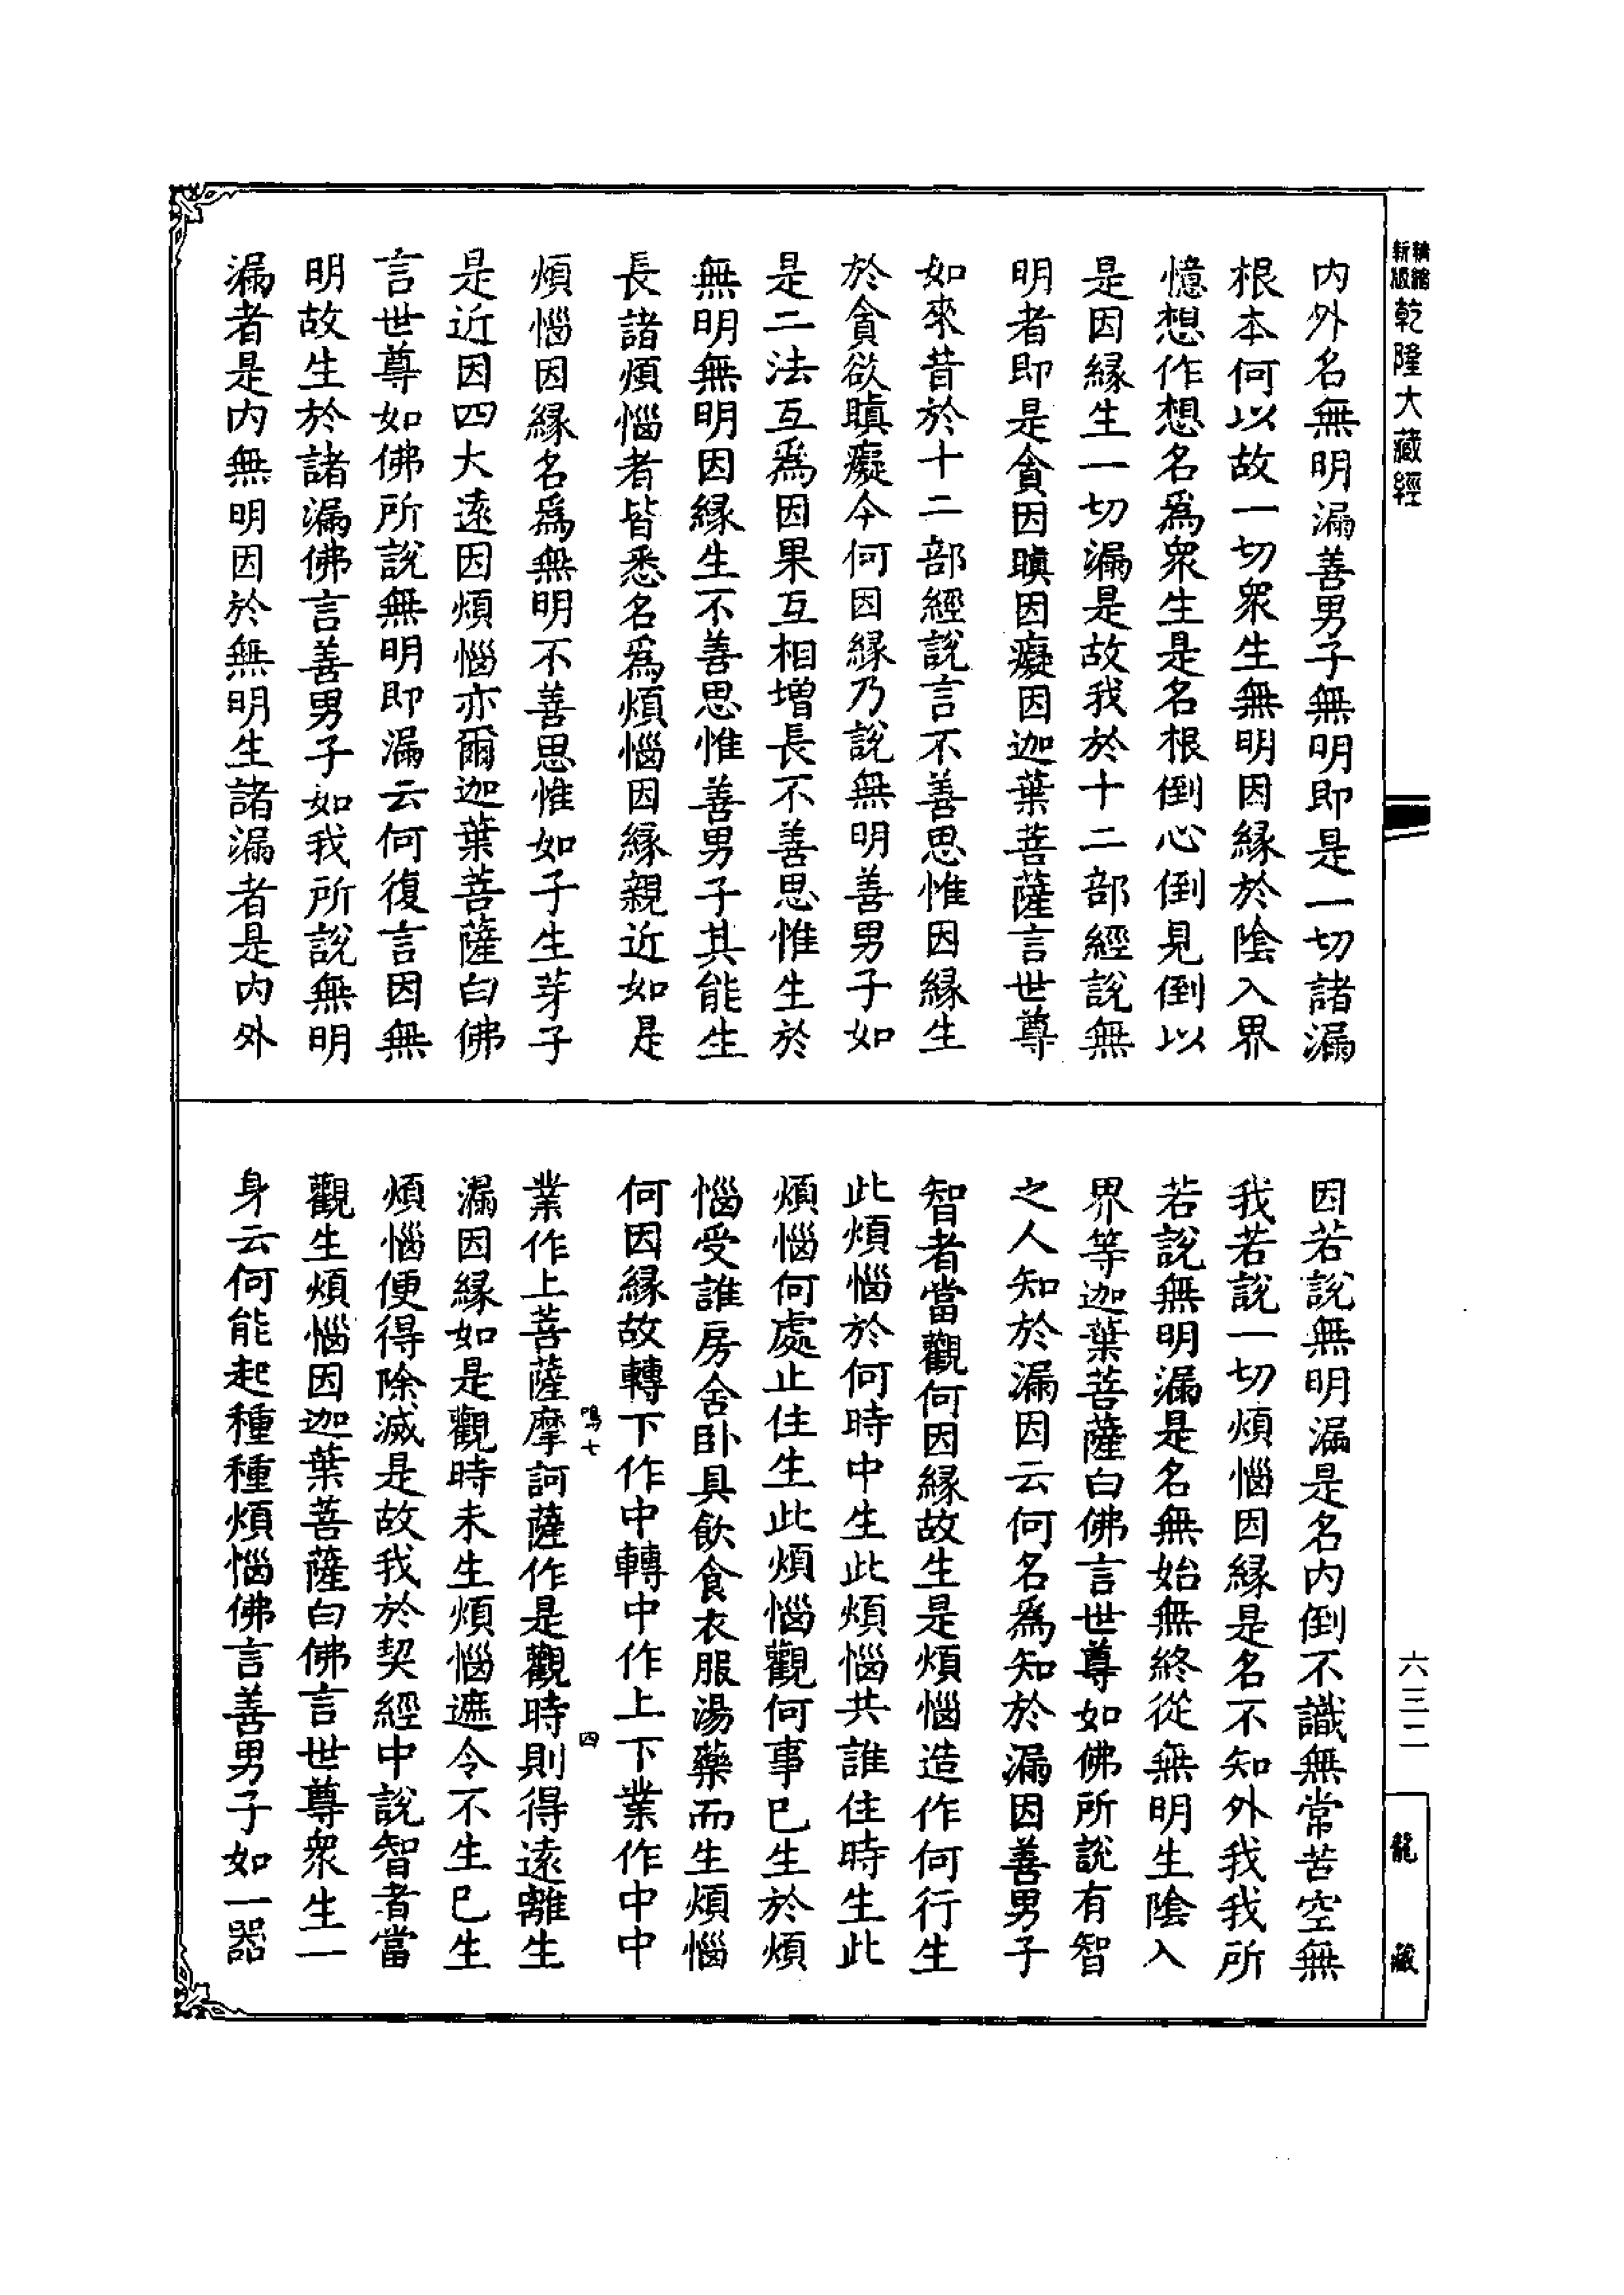 新版精縮乾隆大藏經
內外名無明漏善男子無明即是一切諸漏
根本何以故一切衆生無明因緣於陰入界
憶想作想名爲衆生是名根倒心倒見倒以
是因緣生一切漏是故我於十二部經說無
明者即是貪因瞋因癡因迦葉菩薩言世尊
如來昔於十二部經說言不善思惟因緣生
於貪欲瞋癡今何因緣乃說無明善男子如
是二法互爲因果互相增長不善思惟生於
無明無明因緣生不善思惟善男子其能生
長諸煩惱者皆悉名爲煩惱因緣親近如是
煩惱因緣名爲無明不善思惟如子生芽子
是近因四大遠因煩惱亦爾迦葉菩薩白佛
言世尊如佛所說無明即漏云何復言因無
明故生於諸漏佛言善男子如我所說無明
漏者是內無明因於無明生諸漏者是內外
因若說無明漏是名內倒不識無常苦空無
我若說一切煩惱因緣是名不知外我我所
若說無明漏是名無始無終從無明生陰入
界等迦葉菩薩白佛言世尊如佛所說有智
之人知於漏因云何名爲知於漏因善男子
智者當觀何因緣故生是煩惱造作何行生
此煩惱於何時中生此煩惱共誰住時生此
煩惱何處止住生此煩惱觀何事已生於煩
惱受誰房舍臥具飲食衣服湯藥而生煩惱
何因緣故轉下作中轉中作上下業作中中
鳴七
四
業作上菩薩摩訶薩作是觀時則得遠離生
漏因緣如是觀時未生煩惱遮令不生已生
煩惱便得除滅是故我於契經中說智者當
觀生煩惱因迦葉菩薩白佛言世尊衆生一
身云何能起種種煩惱佛言善男子如一器
六三二
龍藏